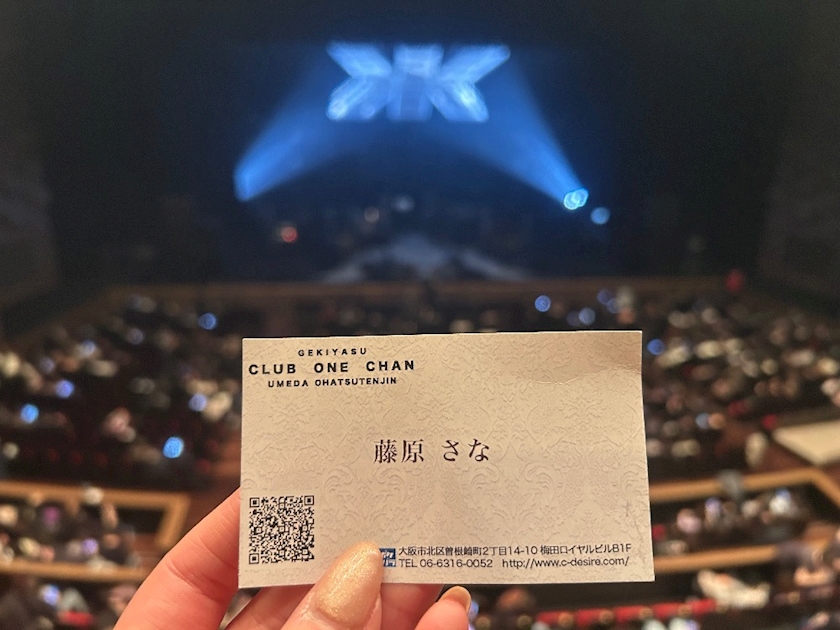 GEKIYASU
CLUB ONE CHAN
UMEDA OHATSUTENJIN
藤原 さな
大阪市北区曽根崎町2丁目14-10 梅田ロイヤルビルB1F
TEL 06-6316-0052 http://www.c-desire.com/